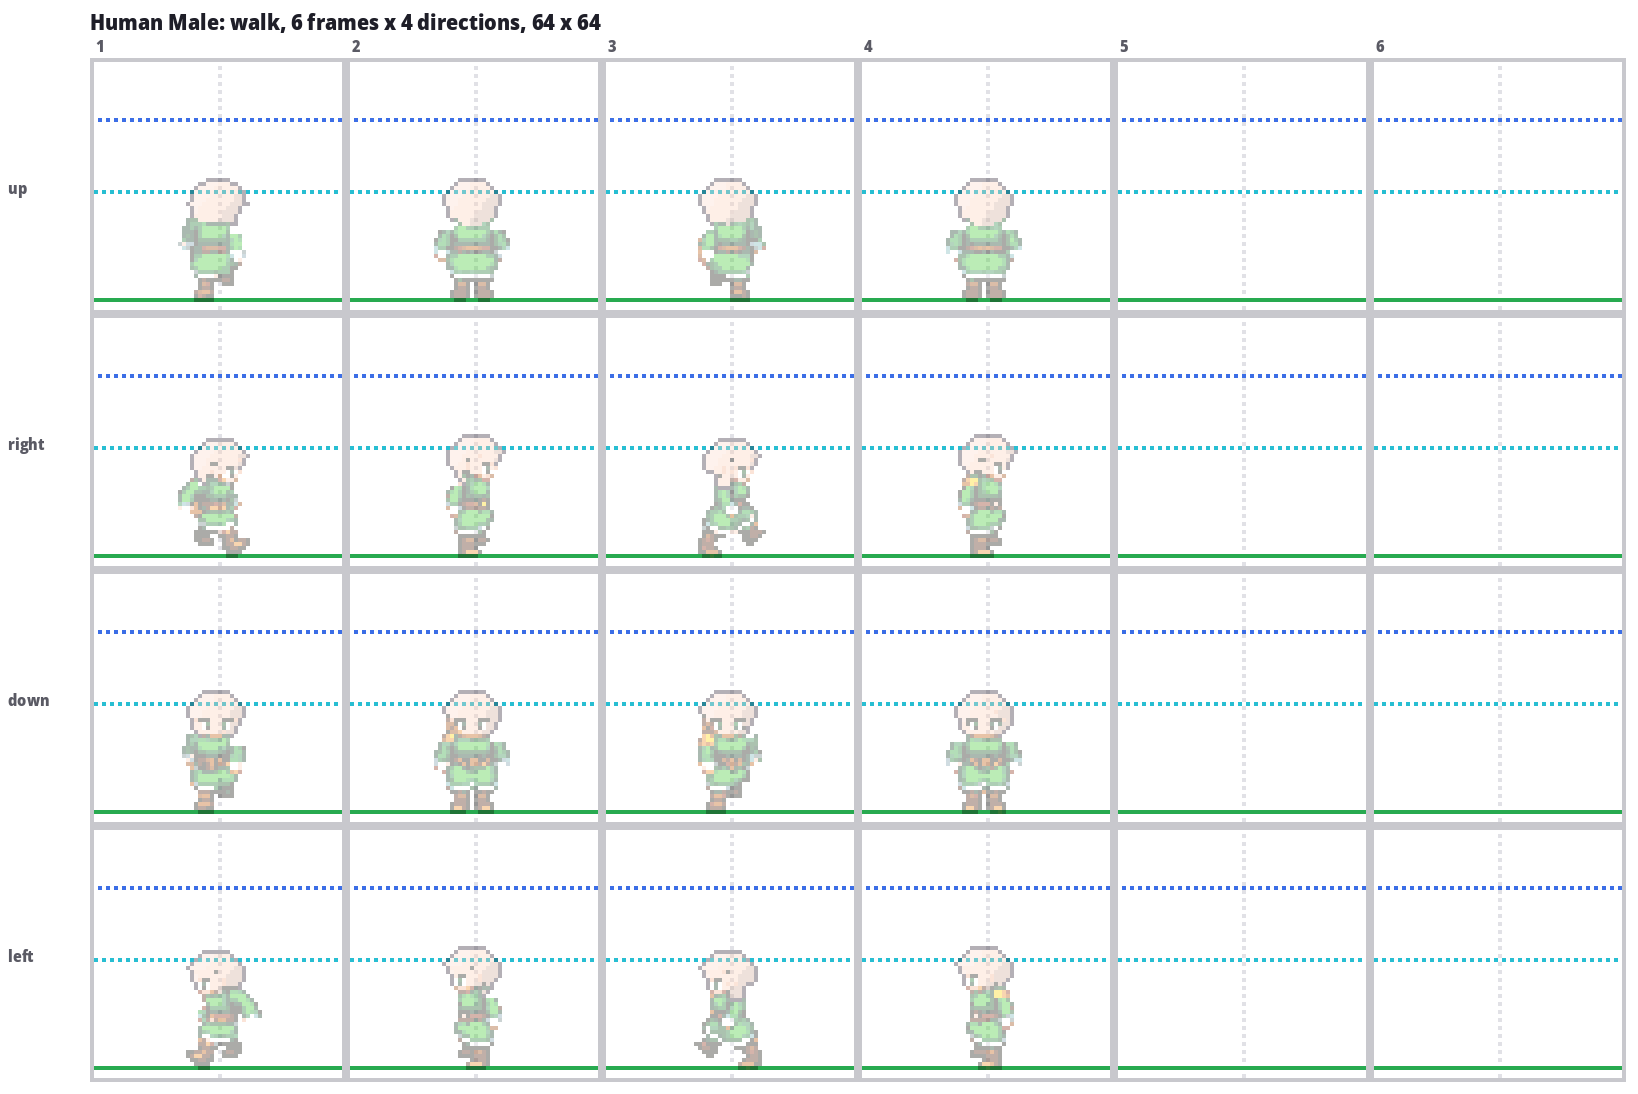 Human Male: walk, 6 frames x 4 directions, 64 x 64
1 2 3 4 5 6
up
right
down
left